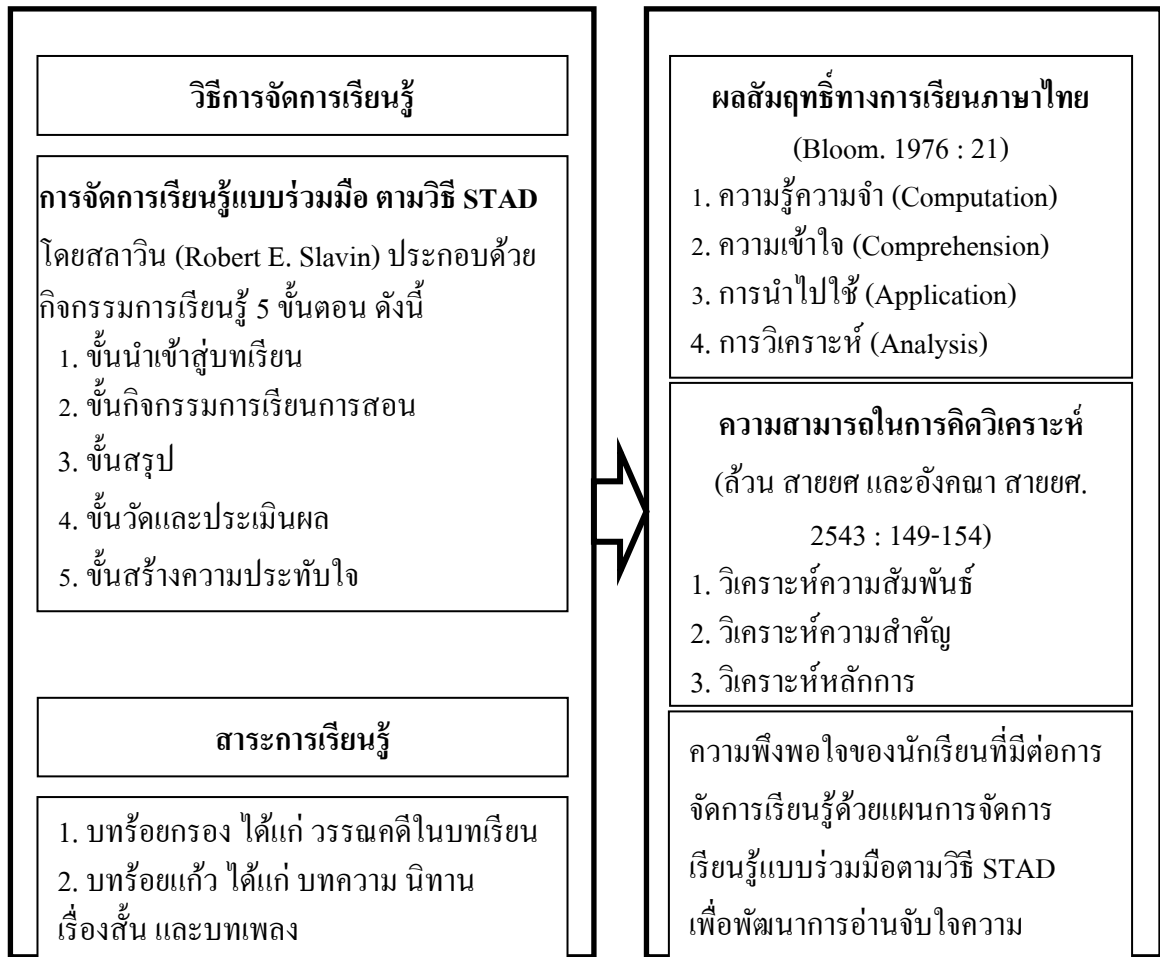 วิธีการจัดการเรียนรู้
การจัดการเรียนรู้แบบร่วมมือ ตามวิธี STAD
โดยสลาวิน (Robert E. Slavin) ประกอบด้วย
กิจกรรมการเรียนรู้ 5 ขั้นตอน ดังนี้
1. ขั้นนำเข้าสู่บทเรียน
2. ขั้นกิจกรรมการเรียนการสอน
3. ขั้นสรุป
4. ขั้นวัดและประเมินผล
5. ขั้นสร้างความประทับใจ
สาระการเรียนรู้
1. บทร้อยกรอง ได้แก่ วรรณคดีในบทเรียน
2. บทร้อยแก้ว ได้แก่ บทความ นิทาน
เรื่องสั้น และบทเพลง
ผลสัมฤทธิ์ทางการเรียนภาษาไทย
(Bloom. 1976 : 21)
1. ความรู้ความจำ (Computation)
2. ความเข้าใจ (Comprehension)
3. การนำไปใช้ (Application)
4. การวิเคราะห์ (Analysis)
ความสามารถในการคิดวิเคราะห์
(ล้วน สายยศ และอังคณา สายยศ.
2543 : 149-154)
1. วิเคราะห์ความสัมพันธ์
2. วิเคราะห์ความสำคัญ
3. วิเคราะห์หลักการ
ความพึงพอใจของนักเรียนที่มีต่อการ
จัดการเรียนรู้ด้วยแผนการจัดการ
เรียนรู้แบบร่วมมือตามวิธี STAD
เพื่อพัฒนาการอ่านจับใจความ